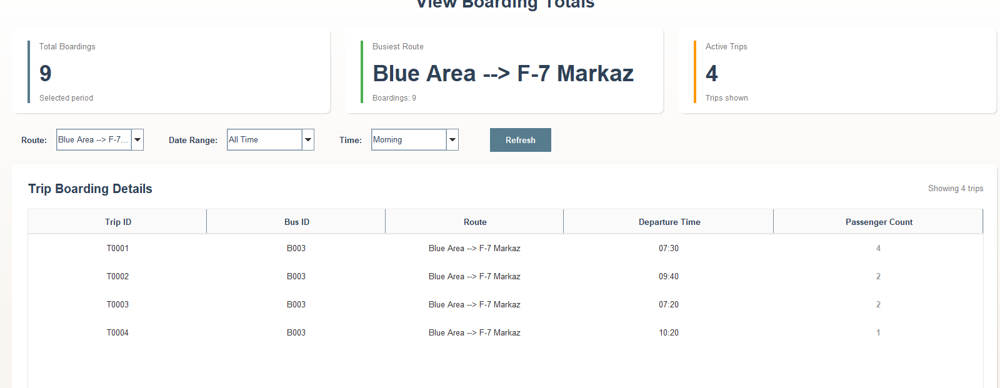 View Boarding Totals
Total Boardings
9
Selected period
Busiest Route
Blue Area --> F-7 Markaz
Boardings: 9
Active Trips
4
Trips shown
Route: Blue Area --> F-7... Date Range: All Time Time: Morning Refresh
Trip Boarding Details Showing 4 trips
Trip ID Bus ID Route Departure Time Passenger Count
T0001 B003 Blue Area --> F-7 Markaz 07:30 4
T0002 B003 Blue Area --> F-7 Markaz 09:40 2
T0003 B003 Blue Area --> F-7 Markaz 07:20 2
T0004 B003 Blue Area --> F-7 Markaz 10:20 1